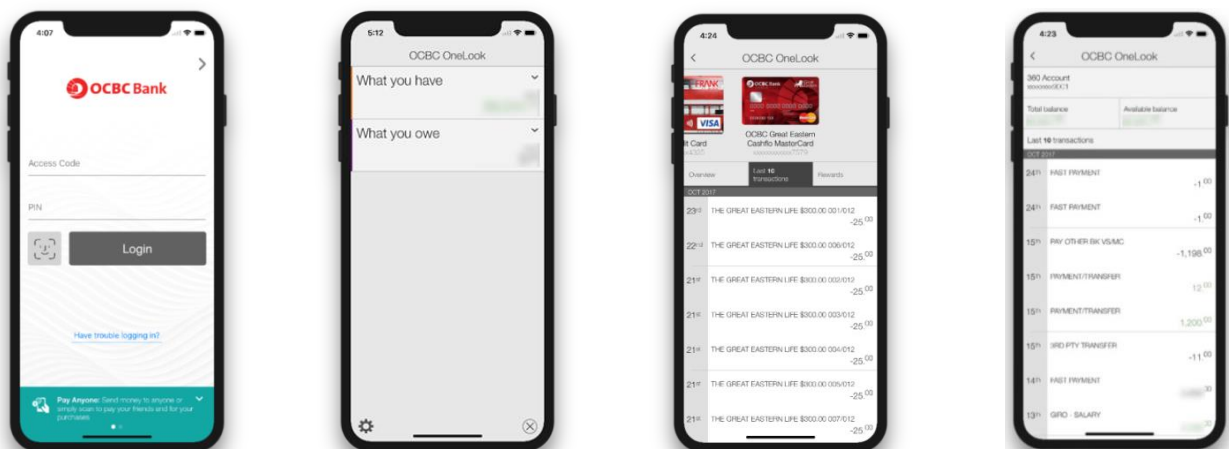 4:07
OCBC Bank
Access Code
PIN
Login
Have trouble logging in?
Pay Anyone: Send money to anyone or
simply scan to pay your friends and for your
purchases
5:12
OCBC OneLook
What you have
What you owe
4:24
OCBC OneLook
FRANK
VISA
OCBC Bank
it Card
OCBC Great Eastern
Cashflo MasterCard
Overview
Last 10
transactions
Rewards
OCT 2017
23rd THE GREAT EASTERN LIFE $300.00 001/012
-25.00
22nd THE GREAT EASTERN LIFE $300.00 006/012
-25.00
21st THE GREAT EASTERN LIFE $300.00 002/012
-25.00
21st THE GREAT EASTERN LIFE $300.00 003/012
-25.00
21st THE GREAT EASTERN LIFE $300.00 004/012
-25.00
21st THE GREAT EASTERN LIFE $300.00 005/012
-25.00
21st THE GREAT EASTERN LIFE $300.00 007/012
-25.00
4:23
OCBC OneLook
360 Account
Total balance
Available balance
Last 10 transactions
OCT 2017
24th FAST PAYMENT
-1.00
24th FAST PAYMENT
-1.00
15th PAY OTHER BK VS/MC
-1,198.00
15th PAYMENT/TRANSFER
12.00
15th PAYMENT/TRANSFER
1,200.00
15th 3RD PTY TRANSFER
-11.00
14th FAST PAYMENT
13th GIRO - SALARY